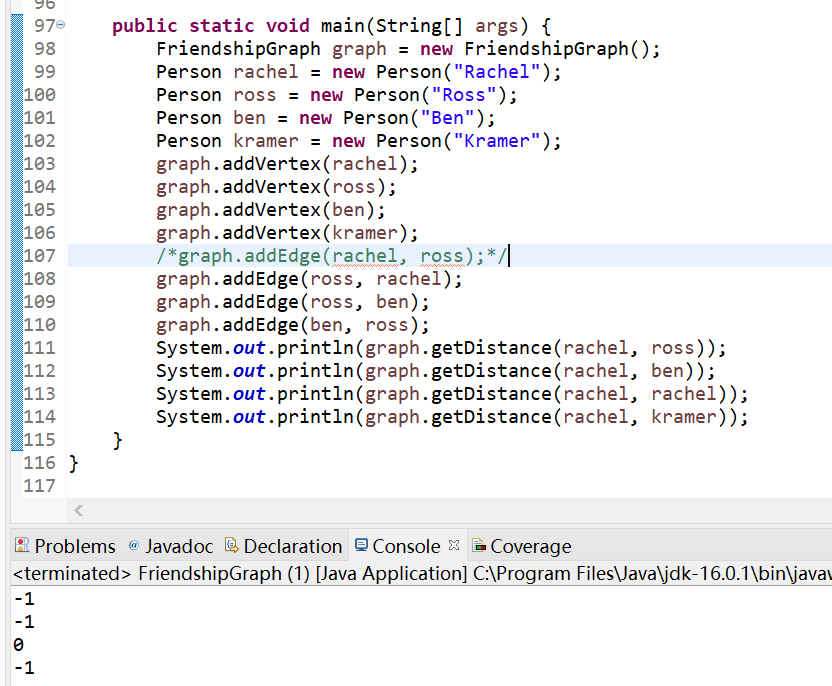 96
97 public static void main(String[] args) {
98 FriendshipGraph graph = new FriendshipGraph();
99 Person rachel = new Person("Rachel");
100 Person ross = new Person("Ross");
101 Person ben = new Person("Ben");
102 Person kramer = new Person("Kramer");
103 graph.addVertex(rachel);
104 graph.addVertex(ross);
105 graph.addVertex(ben);
106 graph.addVertex(kramer);
107 /*graph.addEdge(rachel, ross);*/
108 graph.addEdge(ross, rachel);
109 graph.addEdge(ross, ben);
110 graph.addEdge(ben, ross);
111 System.out.println(graph.getDistance(rachel, ross));
112 System.out.println(graph.getDistance(rachel, ben));
113 System.out.println(graph.getDistance(rachel, rachel));
114 System.out.println(graph.getDistance(rachel, kramer));
115 }
116 }
117
Problems @ Javadoc Declaration Console Coverage
<terminated> FriendshipGraph (1) [Java Application] C:\Program Files\Java\jdk-16.0.1\bin\javaw
-1
-1
0
-1